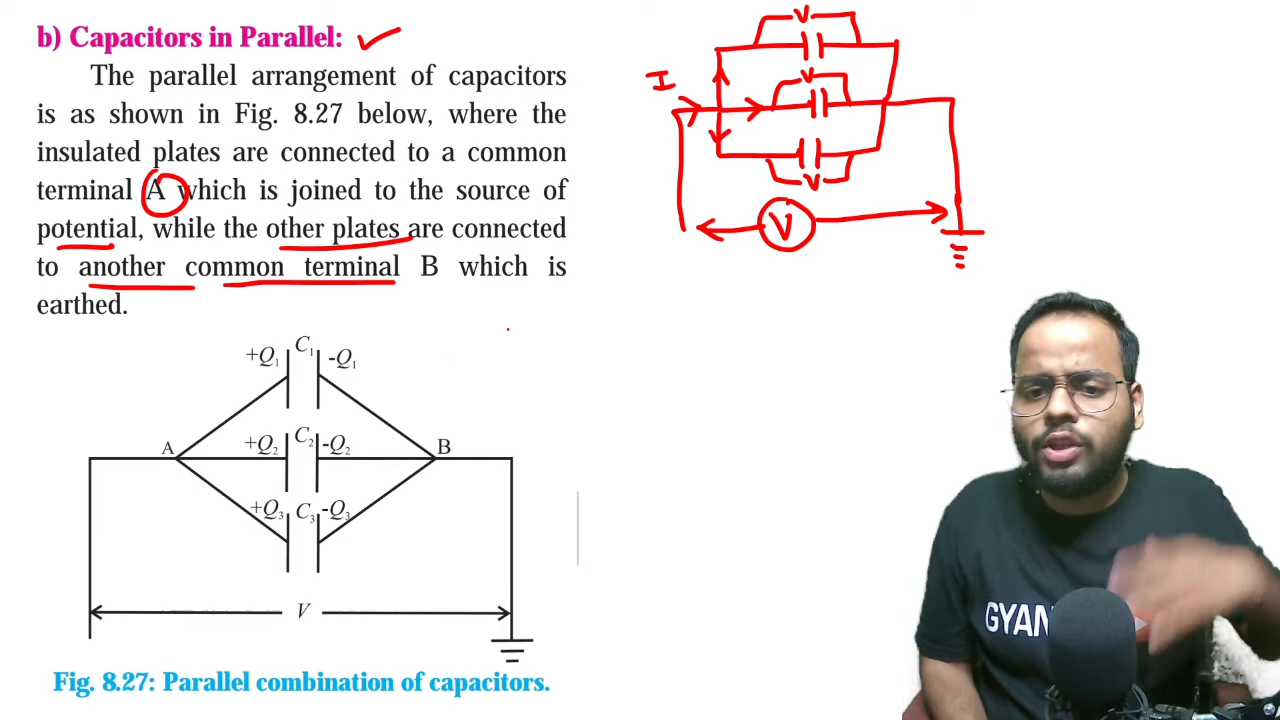 b) Capacitors in Parallel:
The parallel arrangement of capacitors
is as shown in Fig. 8.27 below, where the
insulated plates are connected to a common
terminal A which is joined to the source of
potential, while the other plates are connected
to another common terminal B which is
earthed.
C1
+Q1 -Q1
A +Q2 C2 -Q2 B
+Q3 C3 -Q3
V
Fig. 8.27: Parallel combination of capacitors.
V
I
V
V
V
GYAN